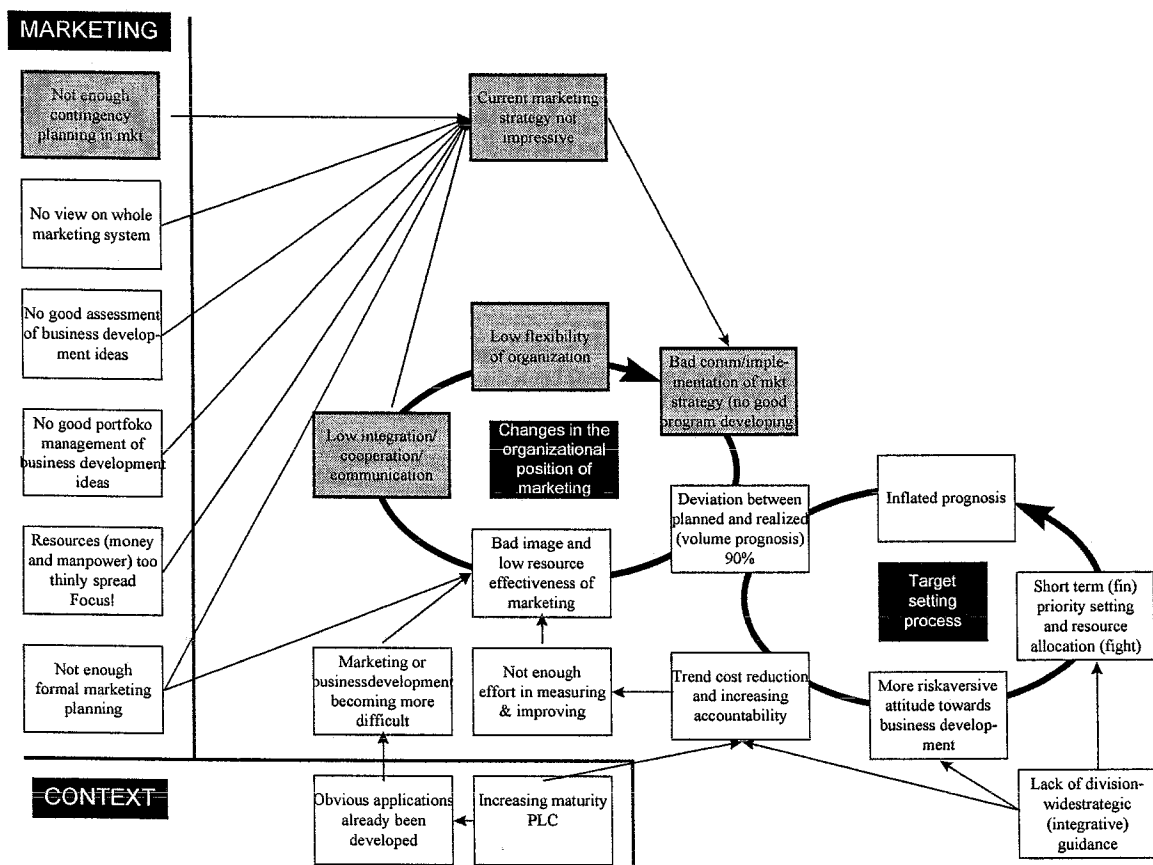 MARKETING
Not enough
contingency
planning in mkt
Current marketing
strategy not
impressive
No view on whole
marketing system
No good assessment
of business develop-
ment ideas
Low flexibility
of organization
Bad comm/imple-
mentation of mkt
strategy (no good
program developing
No good portfoko
management of
business development
ideas
Low integration/
cooperation/
communication
Changes in the
organizational
position of
marketing
Deviation between
planned and realized
(volume prognosis)
90%
Inflated prognosis
Resources (money
and manpower) too
thinly spread
Focus!
Bad image and
low resource
effectiveness of
marketing
Target
setting
process
Short term (fin)
priority setting
and resource
allocation (fight)
Not enough
formal marketing
planning
Marketing or
businessdevelopment
becoming more
difficult
Not enough
effort in measuring
& improving
Trend cost reduction
and increasing
accountability
More riskaversive
attitude towards
business develop-
ment
CONTEXT
Obvious applications
already been
developed
Increasing maturity
PLC
Lack of division-
widestrategic
(integrative)
guidance